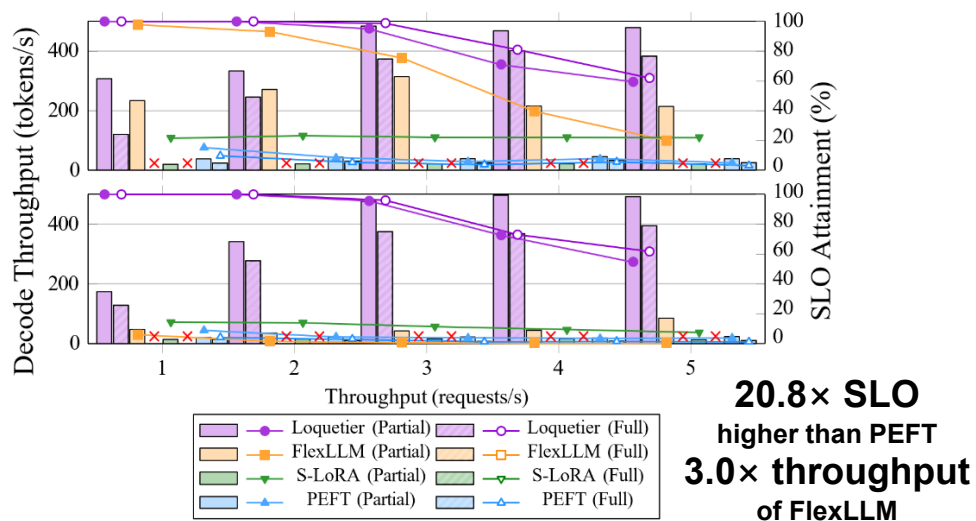 Decode Throughput (tokens/s)
SLO Attainment (%)
400
200
0
100
80
60
40
20
0
400
200
0
100
80
60
40
20
0
1 2 3 4 5
Throughput (requests/s)
Loquetier (Partial) Loquetier (Full)
FlexLLM (Partial) FlexLLM (Full)
S-LoRA (Partial) S-LoRA (Full)
PEFT (Partial) PEFT (Full)
20.8× SLO
higher than PEFT
3.0× throughput
of FlexLLM